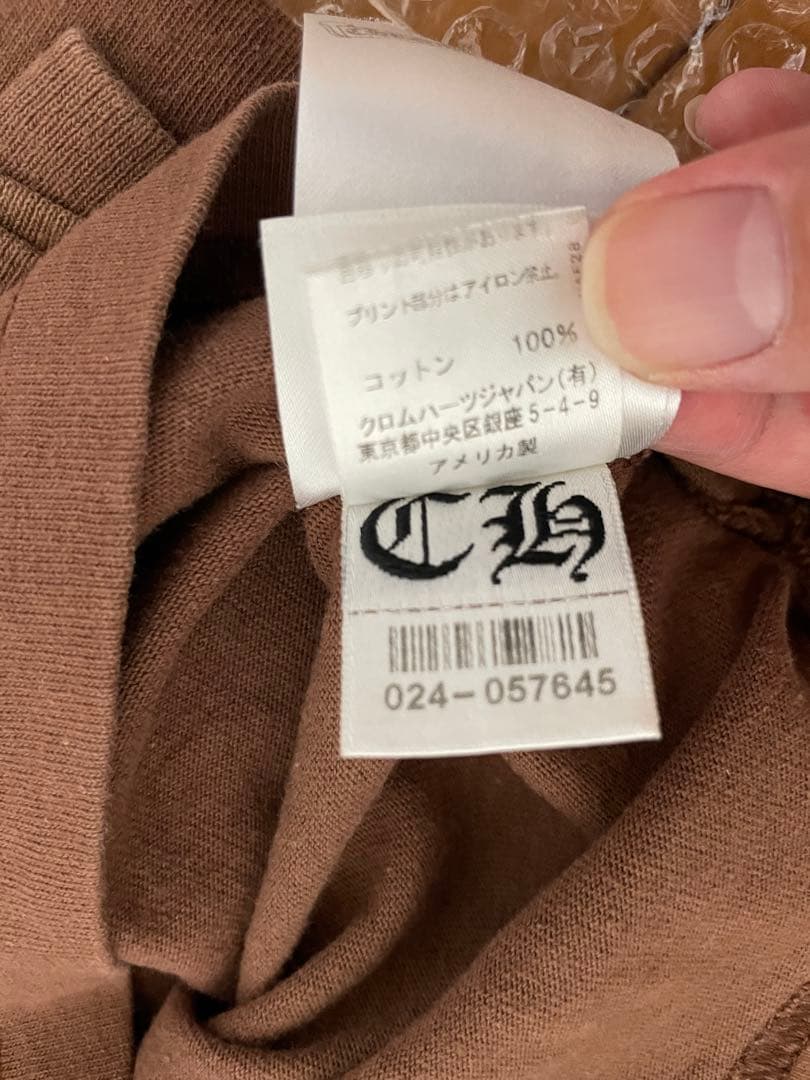 プリント部分はアイロン禁止
コットン 100%
クロムハーツジャパン(有)
東京都中央区銀座5-4-9
アメリカ製
CH
024-057645